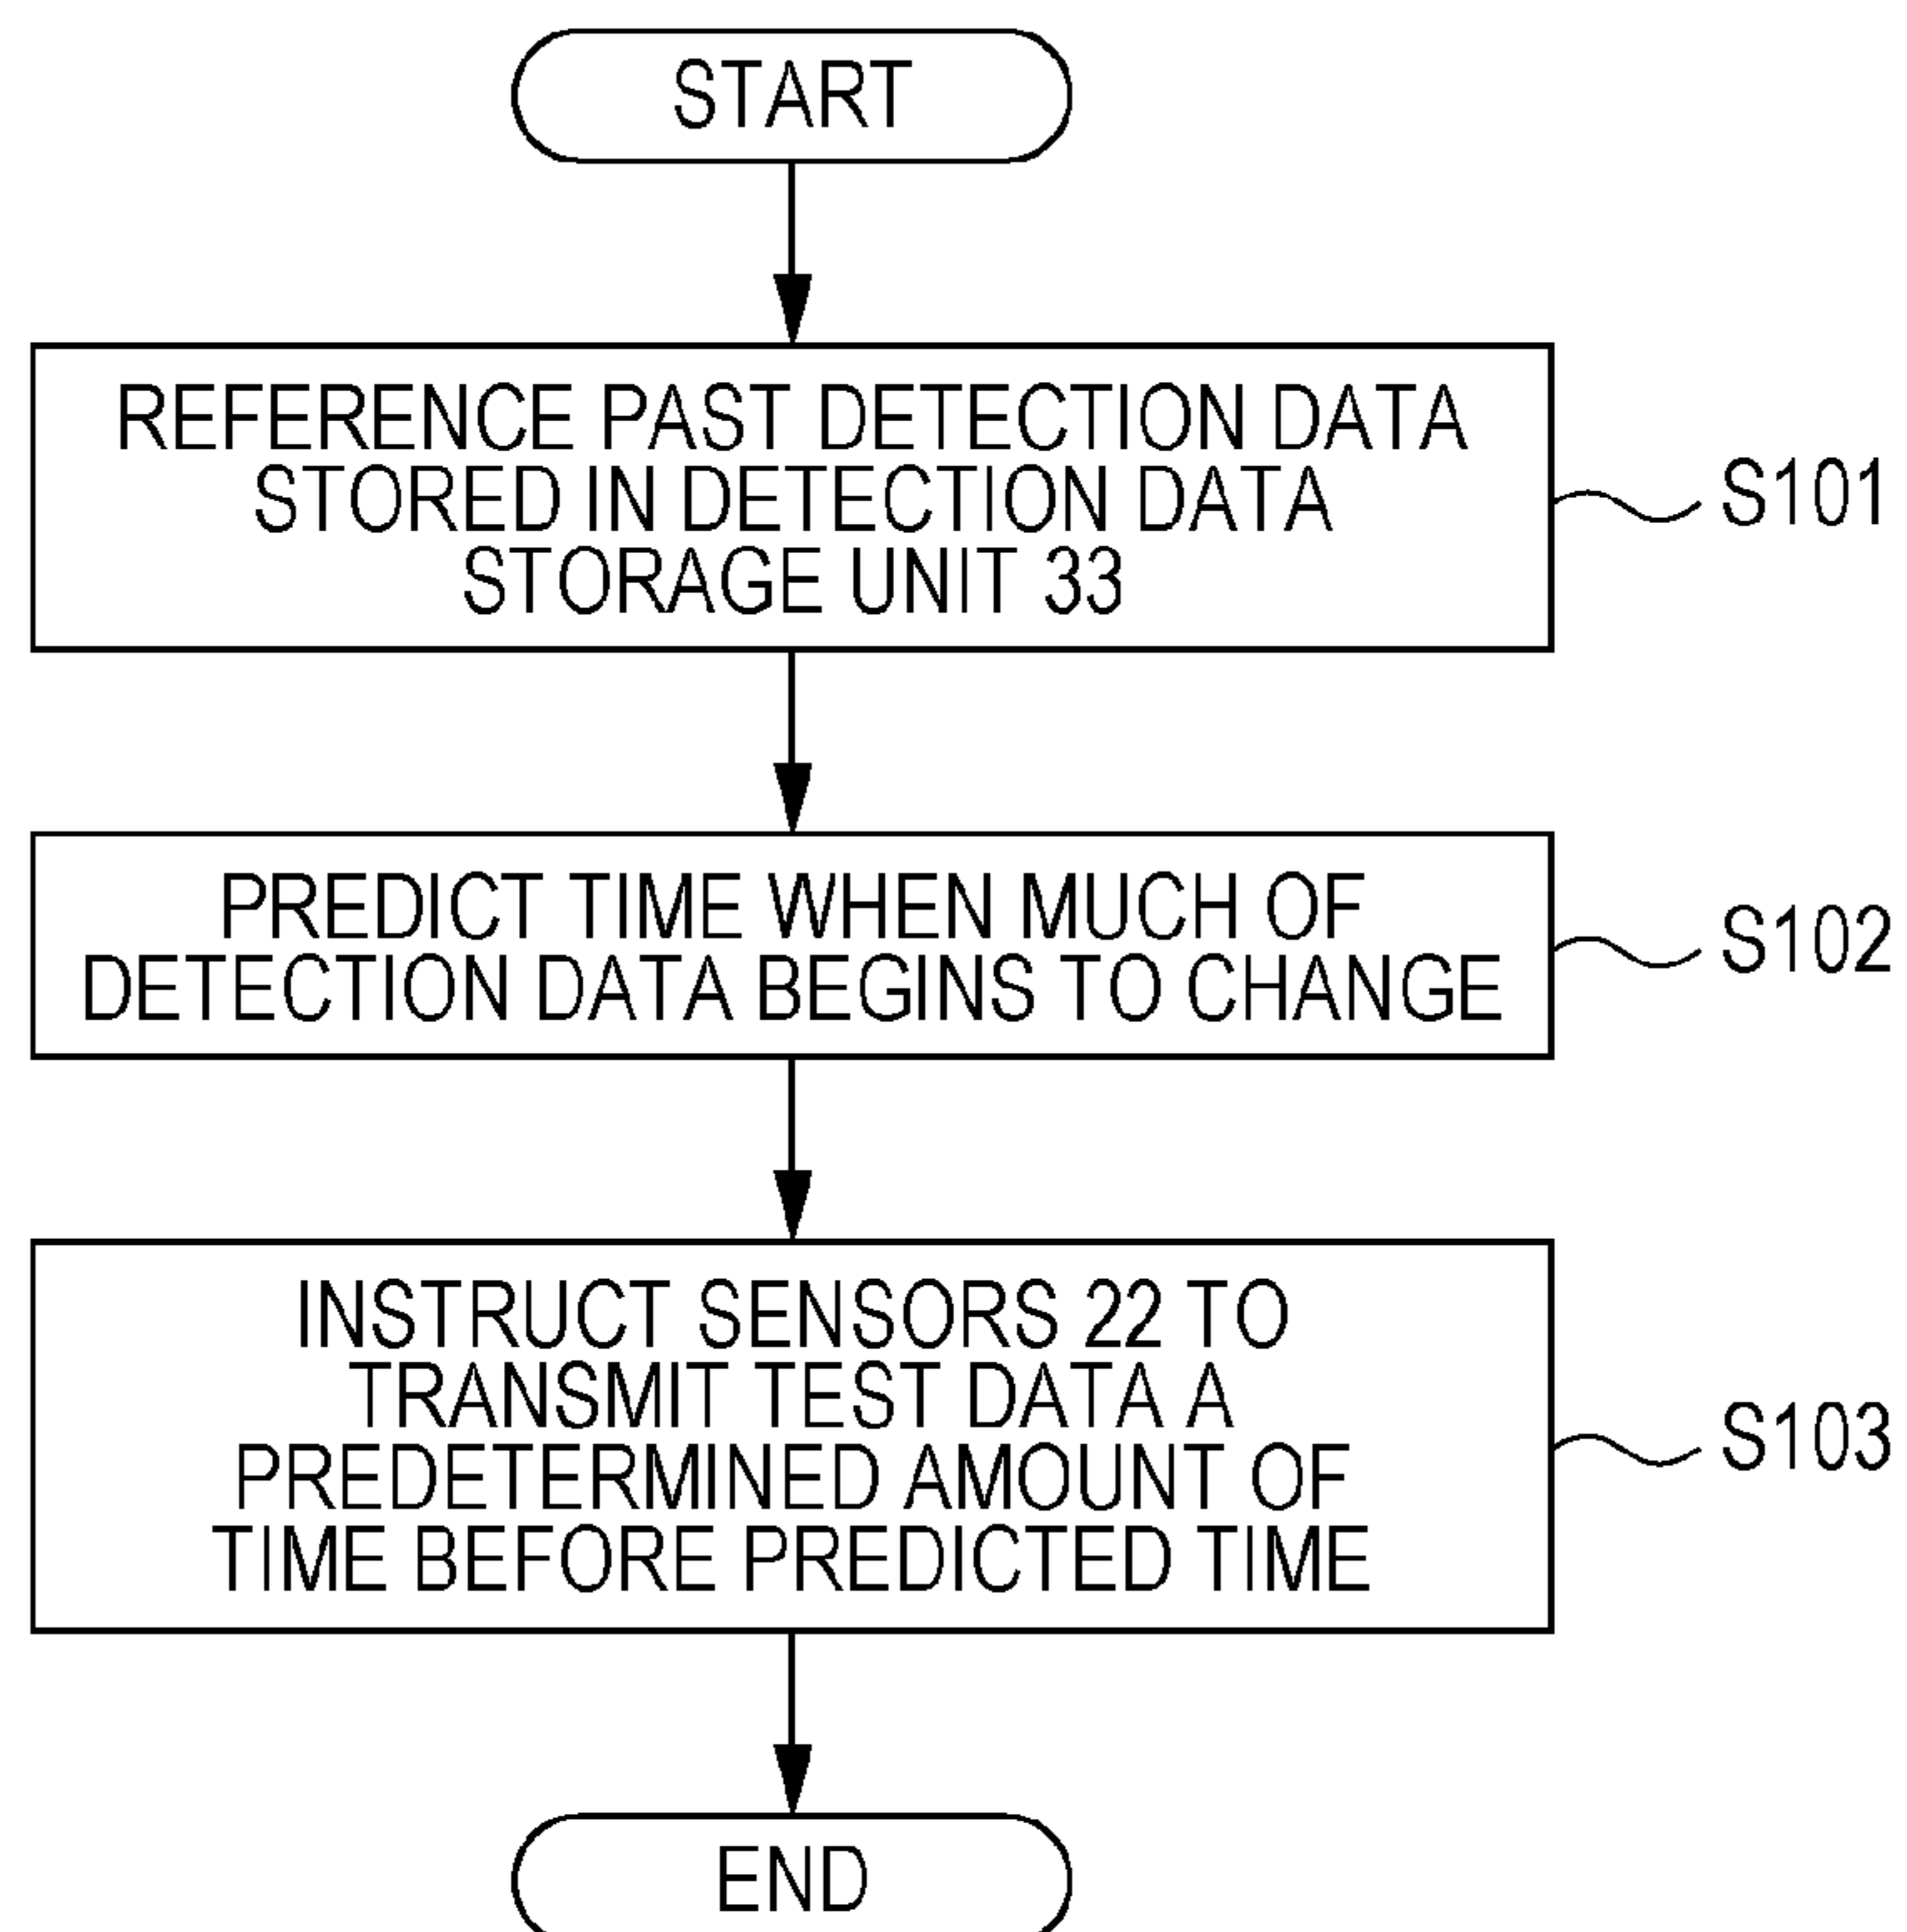 START
REFERENCE PAST DETECTION DATA
STORED IN DETECTION DATA
STORAGE UNIT 33
S101
PREDICT TIME WHEN MUCH OF
DETECTION DATA BEGINS TO CHANGE
S102
INSTRUCT SENSORS 22 TO
TRANSMIT TEST DATA A
PREDETERMINED AMOUNT OF
TIME BEFORE PREDICTED TIME
S103
END